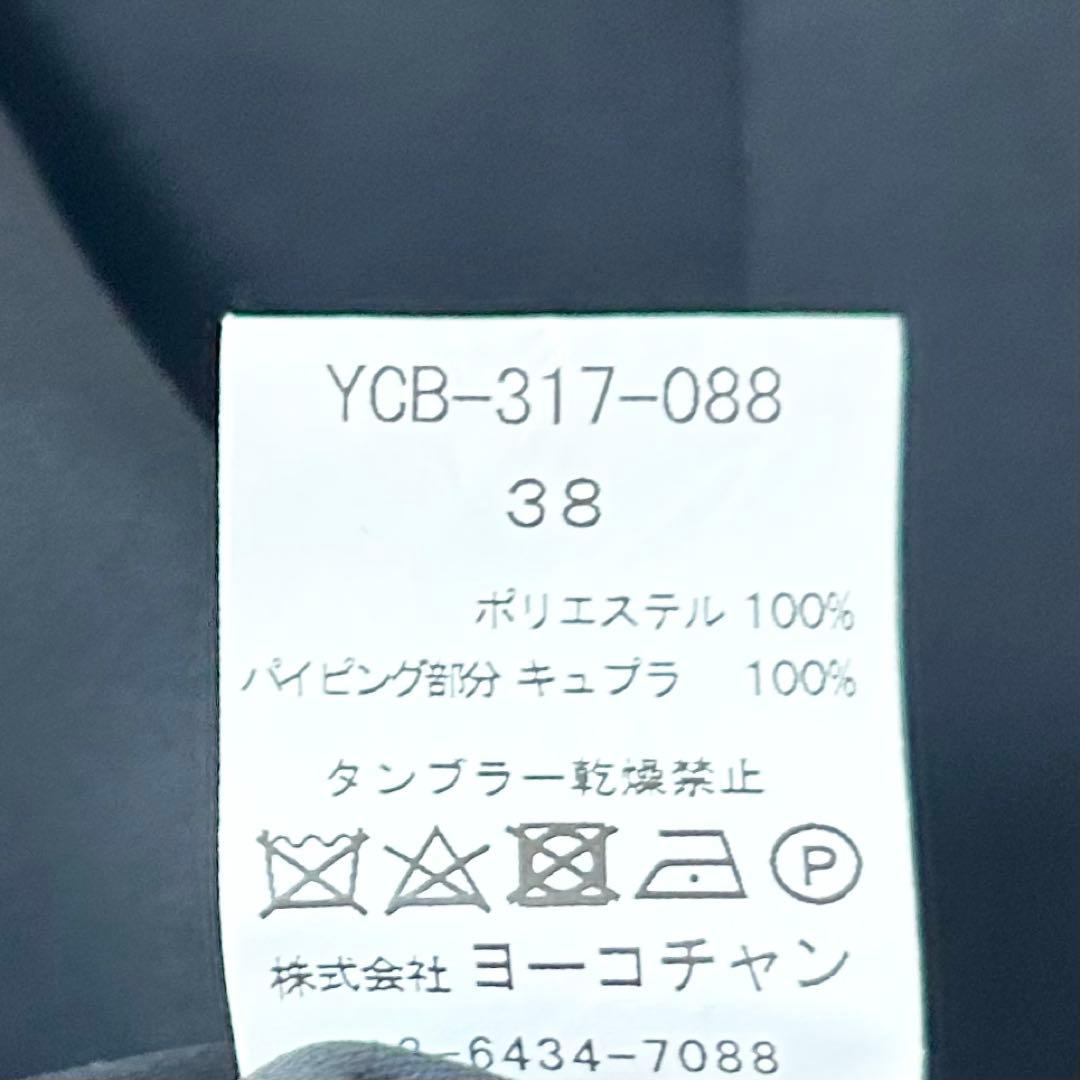 YCB-317-088
38
ポリエステル 100%
パイピング部分 キュプラ 100%
タンブラー乾燥禁止
P
株式会社 ヨーコチャン
3-6434-7088